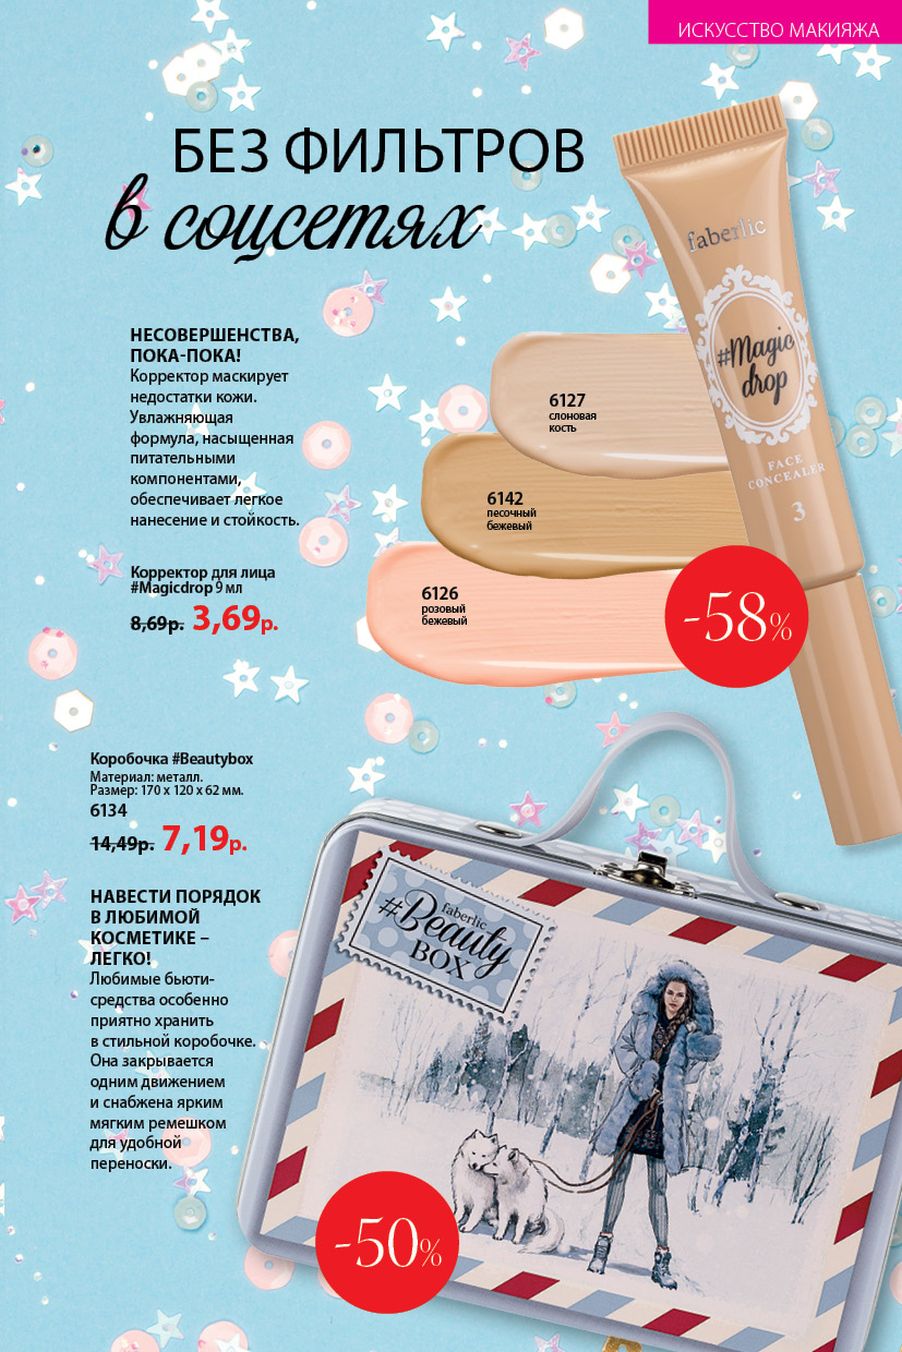 ИСКУССТВО МАКИЯЖА
БЕЗ ФИЛЬТРОВ
в соцсетях
faberlic
#Magic
drop
FACE
CONCEALER
3
НЕСОВЕРШЕНСТВА,
ПОКА-ПОКА!
Корректор маскирует
недостатки кожи.
Увлажняющая
формула, насыщенная
питательными
компонентами,
обеспечивает легкое
нанесение и стойкость.
6127
слоновая
кость
6142
песочный
бежевый
6126
розовый
бежевый
Корректор для лица
#Magicdrop 9 мл
8,69р. 3,69р.
-58%
Коробочка #Beautybox
Материал: металл.
Размер: 170 х 120 х 62 мм.
6134
14,49р. 7,19р.
НАВЕСТИ ПОРЯДОК
В ЛЮБИМОЙ
КОСМЕТИКЕ –
ЛЕГКО!
Любимые бьюти-
средства особенно
приятно хранить
в стильной коробочке.
Она закрывается
одним движением
и снабжена ярким
мягким ремешком
для удобной
переноски.
faberlic
#Beauty
BOX
-50%